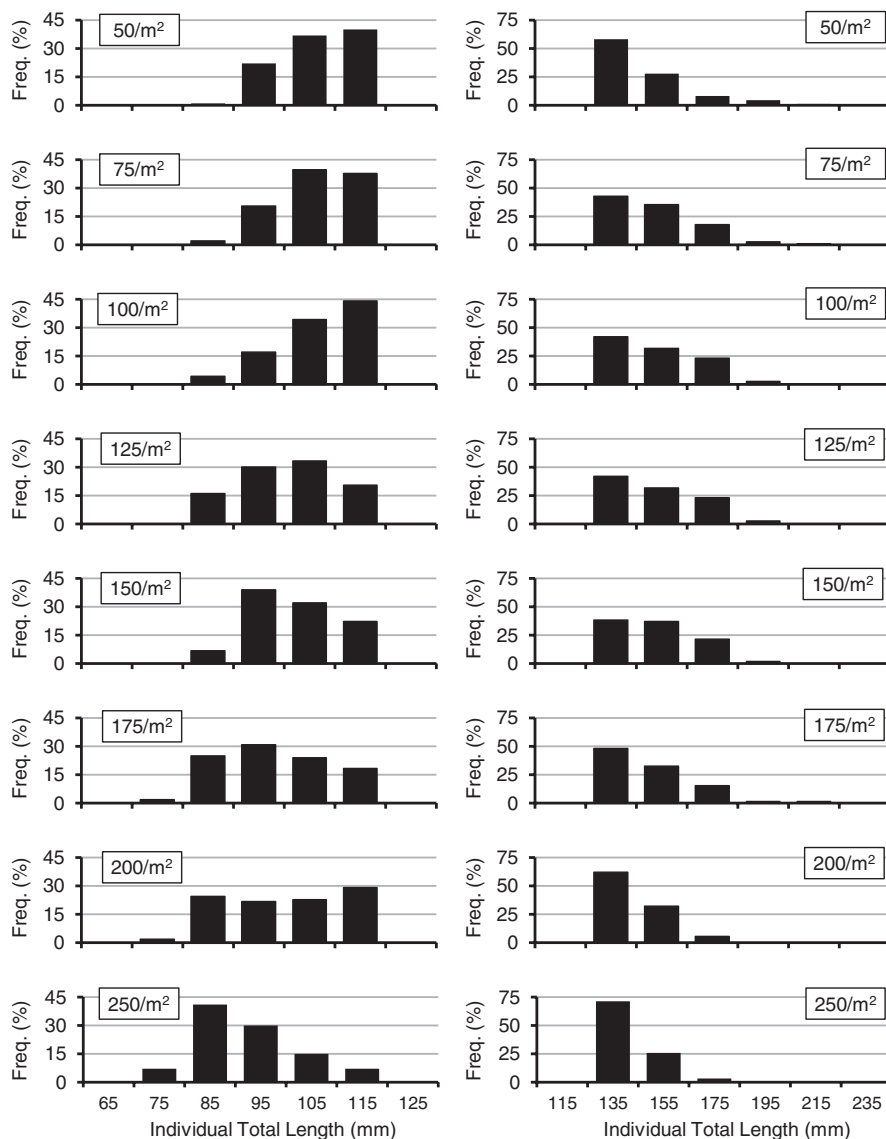 45 50/m² 75 50/m²
Freq. (%) 30 Freq. (%) 50
15 25
0 0
45 75/m² 75 75/m²
Freq. (%) 30 Freq. (%) 50
15 25
0 0
45 100/m² 75 100/m²
Freq. (%) 30 Freq. (%) 50
15 25
0 0
45 125/m² 75 125/m²
Freq. (%) 30 Freq. (%) 50
15 25
0 0
45 150/m² 75 150/m²
Freq. (%) 30 Freq. (%) 50
15 25
0 0
45 175/m² 75 175/m²
Freq. (%) 30 Freq. (%) 50
15 25
0 0
45 200/m² 75 200/m²
Freq. (%) 30 Freq. (%) 50
15 25
0 0
45 250/m² 75 250/m²
Freq. (%) 30 Freq. (%) 50
15 25
0 0
65 75 85 95 105 115 125 115 135 155 175 195 215 235
Individual Total Length (mm) Individual Total Length (mm)